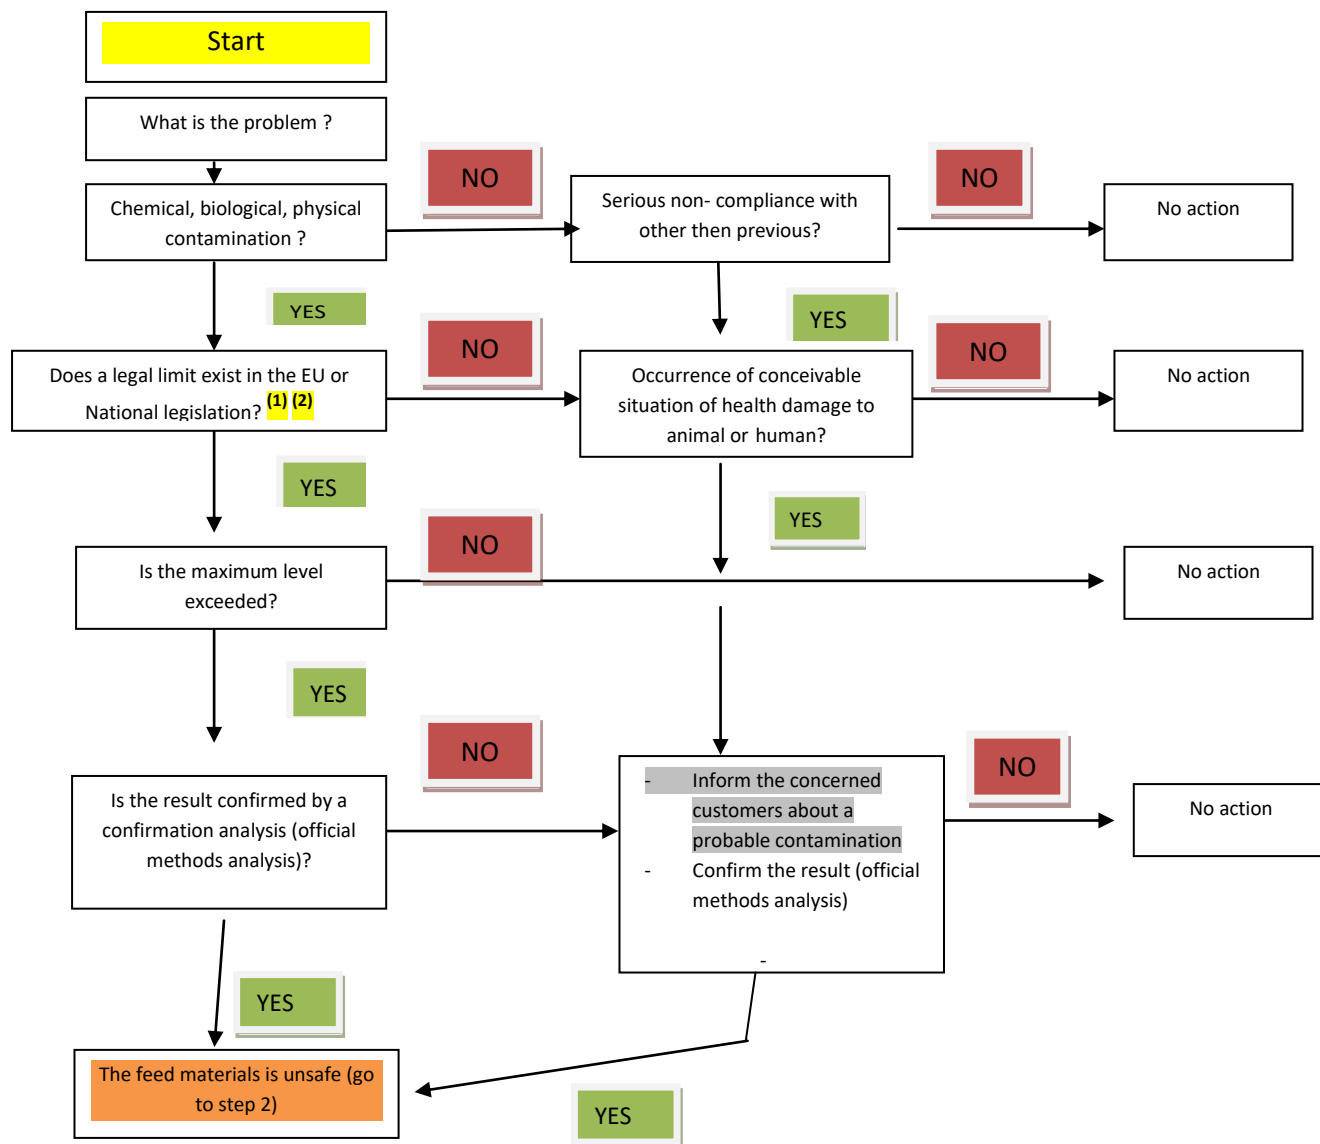 Start
What is the problem ?
NO
NO
Chemical, biological, physical
contamination ?
Serious non- compliance with
other then previous?
No action
YES
YES
NO
NO
Does a legal limit exist in the EU or
National legislation? (1) (2)
Occurrence of conceivable
situation of health damage to
animal or human?
No action
YES
YES
NO
Is the maximum level
exceeded?
No action
YES
NO
NO
Is the result confirmed by a
confirmation analysis (official
methods analysis)?
- Inform the concerned
customers about a
probable contamination
- Confirm the result (official
methods analysis)
-
No action
YES
The feed materials is unsafe (go
to step 2)
YES